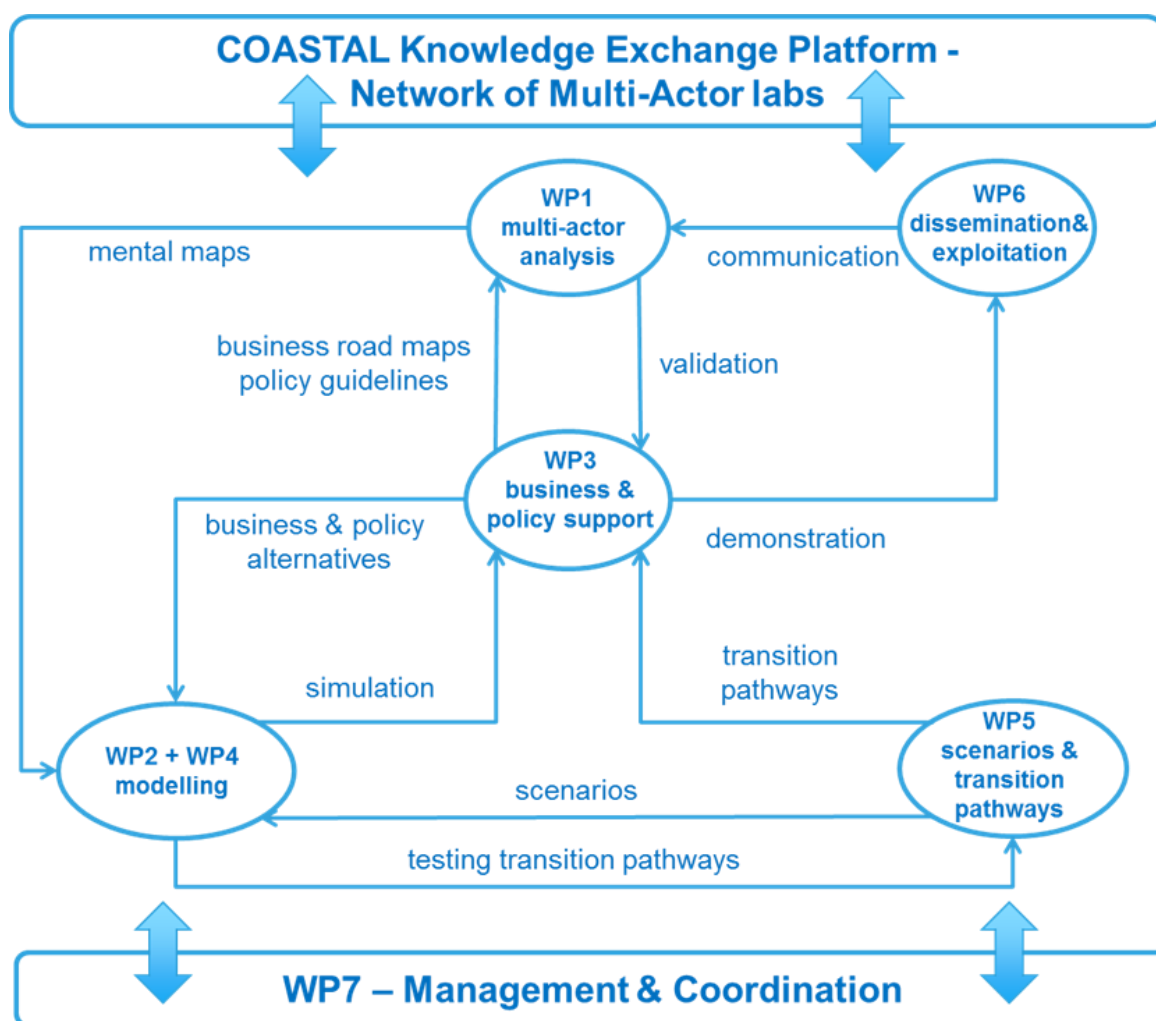 COASTAL Knowledge Exchange Platform -
Network of Multi-Actor labs
WP1
multi-actor
analysis
WP6
dissemination&
exploitation
mental maps
communication
business road maps
policy guidelines
validation
WP3
business &
policy support
business & policy
alternatives
demonstration
simulation
transition
pathways
WP2 + WP4
modelling
WP5
scenarios &
transition
pathways
scenarios
testing transition pathways
WP7 – Management & Coordination